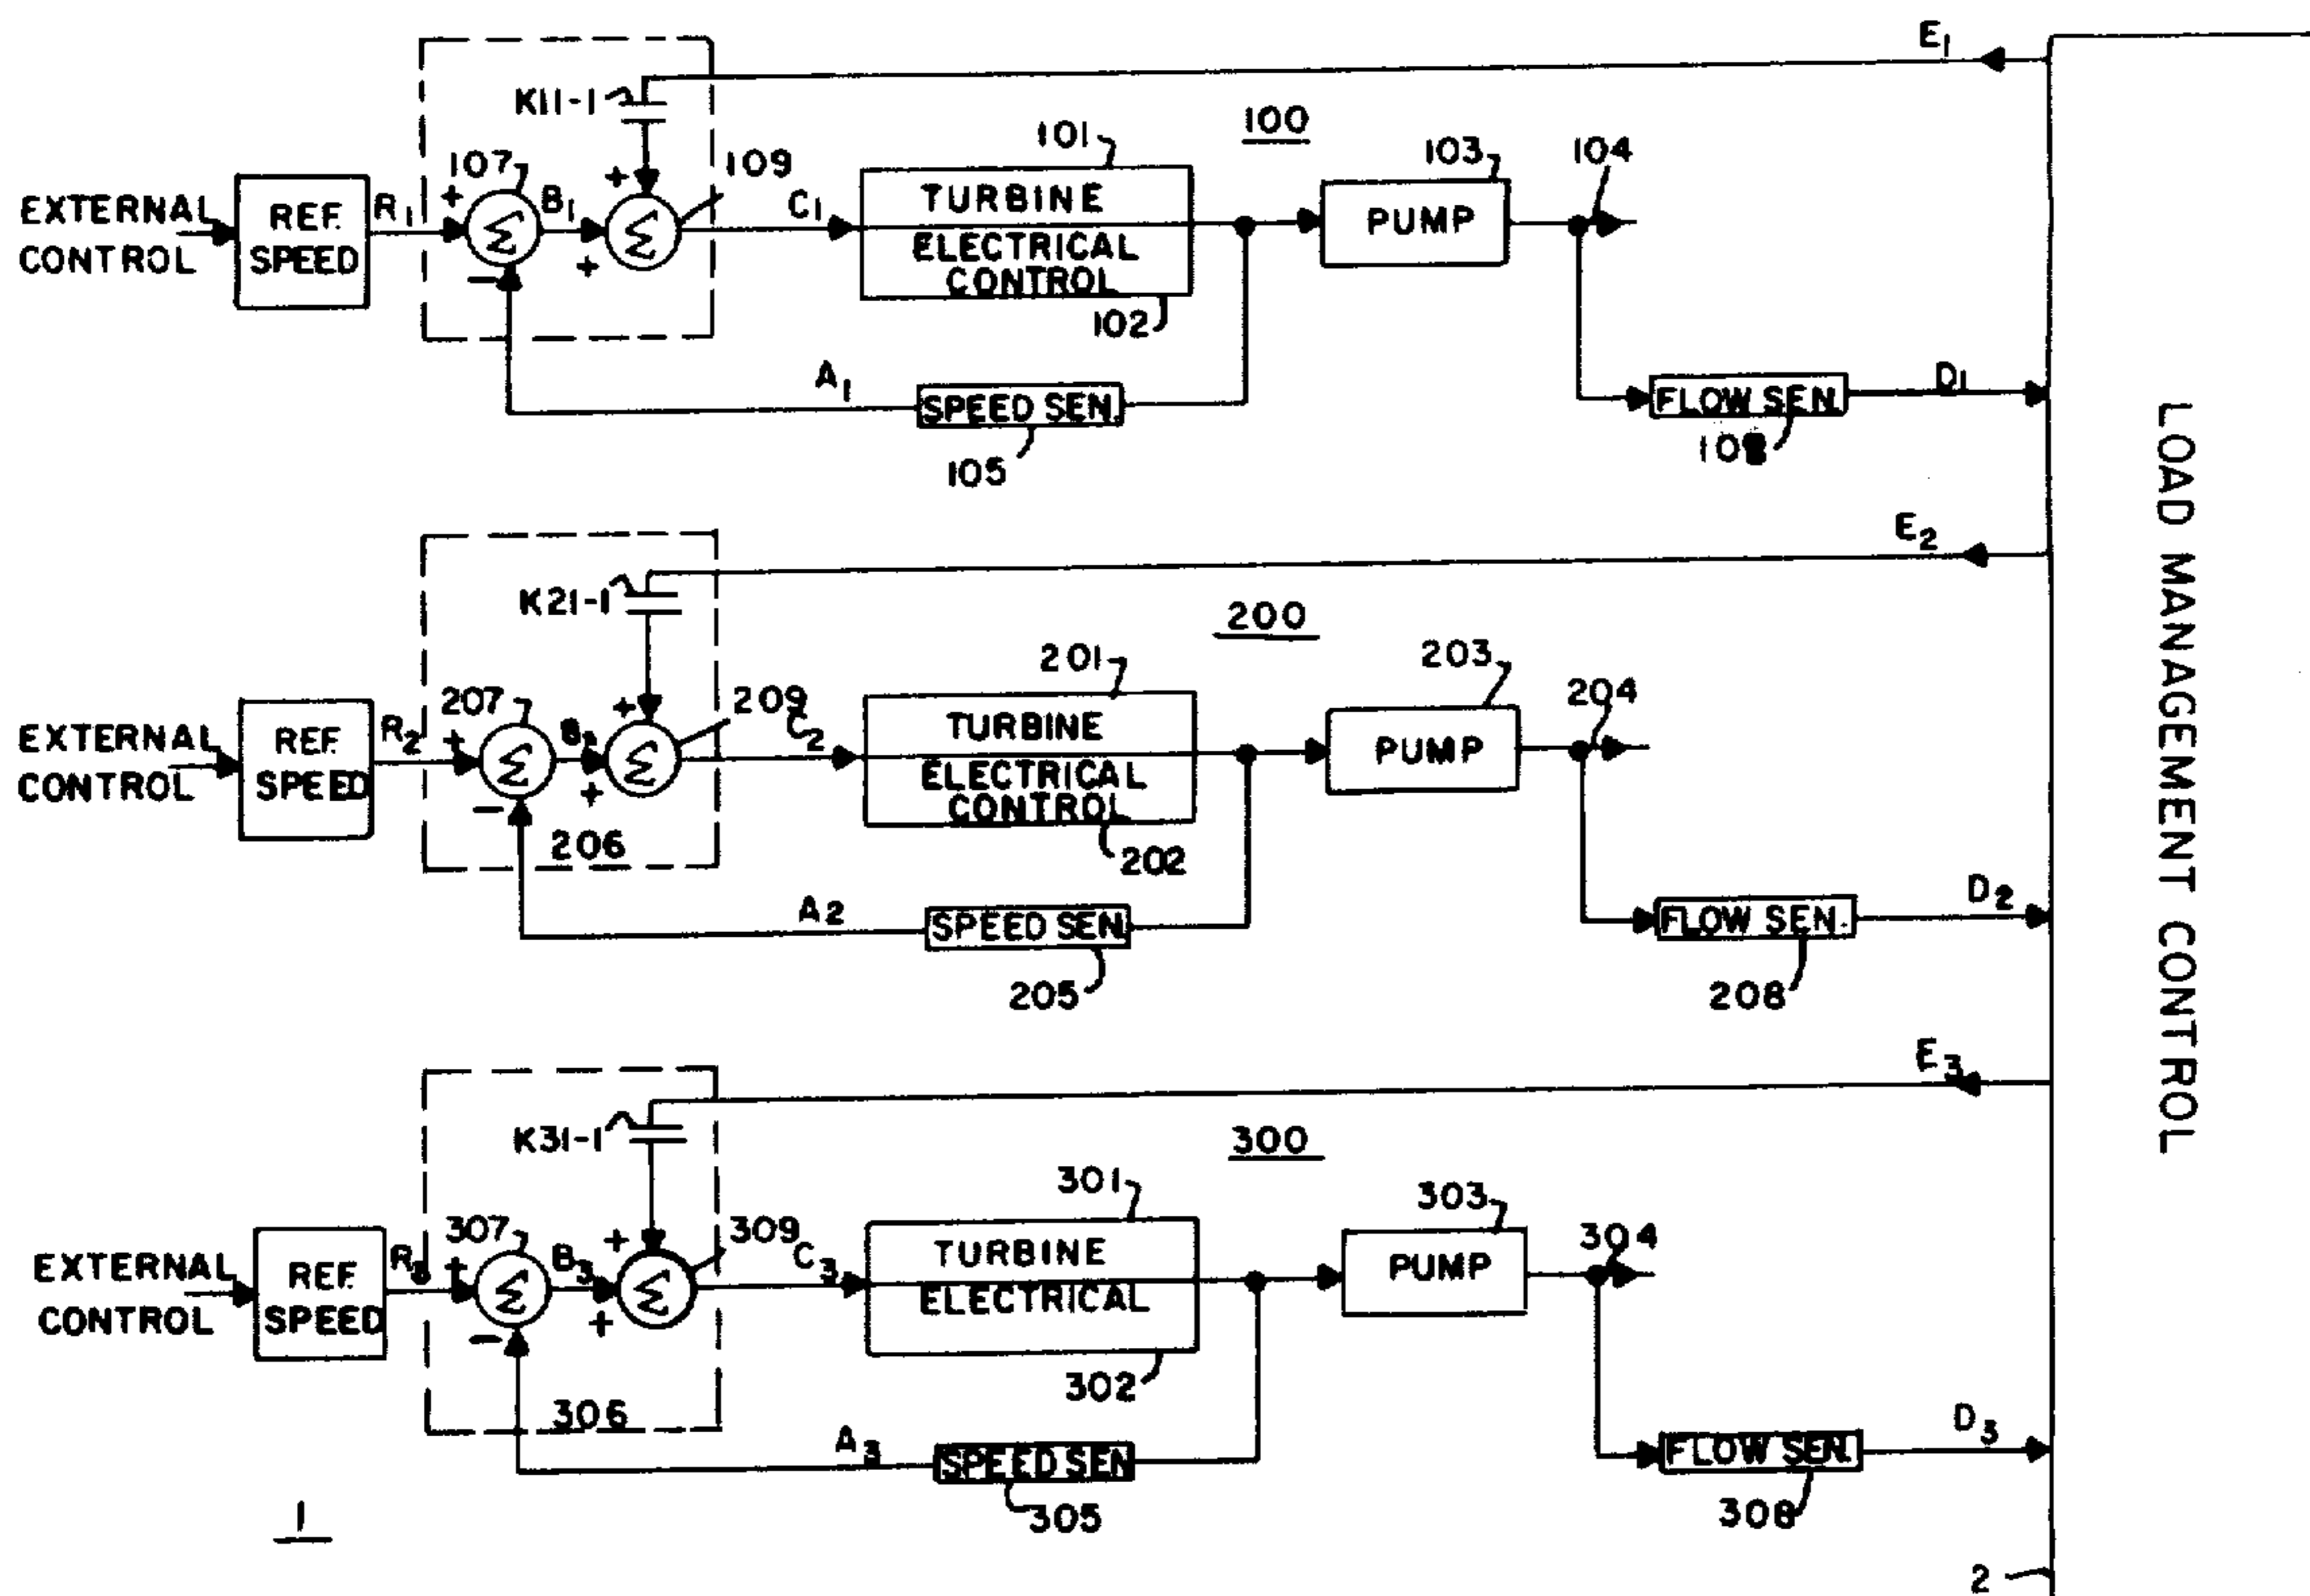 E1
K11-1
100
101
103
104
107
109
EXTERNAL
CONTROL
REF.
SPEED
R1
+
+
B1
Σ
Σ
+
−
C1
TURBINE
ELECTRICAL
CONTROL
102
PUMP
A1
SPEED SEN.
105
FLOW SEN.
D1
LOAD MANAGEMENT CONTROL
E2
K21-1
200
201
203
204
207
209
EXTERNAL
CONTROL
REF.
SPEED
R2
+
+
Σ
Σ
+
−
C2
TURBINE
ELECTRICAL
CONTROL
202
PUMP
206
A2
SPEED SEN.
205
FLOW SEN.
D2
208
E3
K31-1
300
301
303
304
307
309
EXTERNAL
CONTROL
REF.
SPEED
R3
+
+
B3
Σ
Σ
+
−
C3
TURBINE
ELECTRICAL
302
PUMP
306
A3
SPEED SEN
305
FLOW SEN.
D3
308
1
2